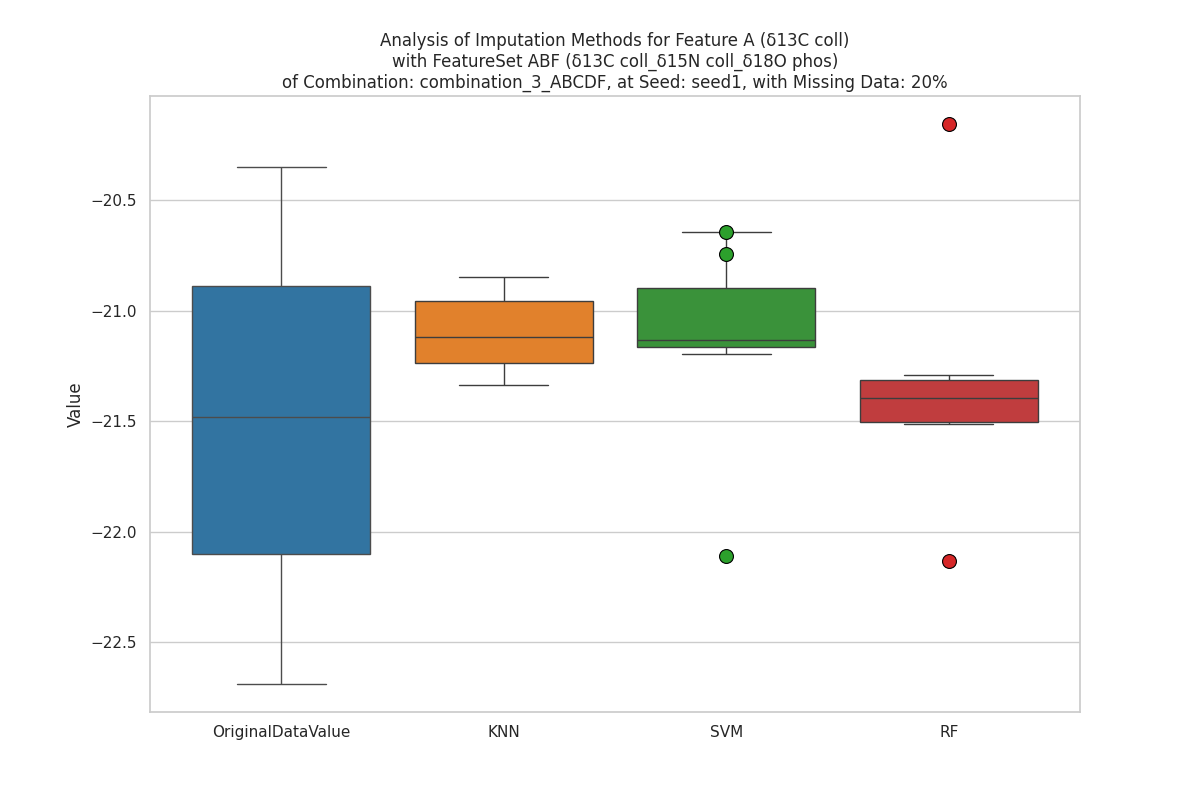 Analysis of Imputation Methods for Feature A (δ13C coll)
with FeatureSet ABF (δ13C coll_δ15N coll_δ18O phos)
of Combination: combination_3_ABCDF, at Seed: seed1, with Missing Data: 20%
Value
−20.5
−21.0
−21.5
−22.0
−22.5
OriginalDataValue
KNN
SVM
RF